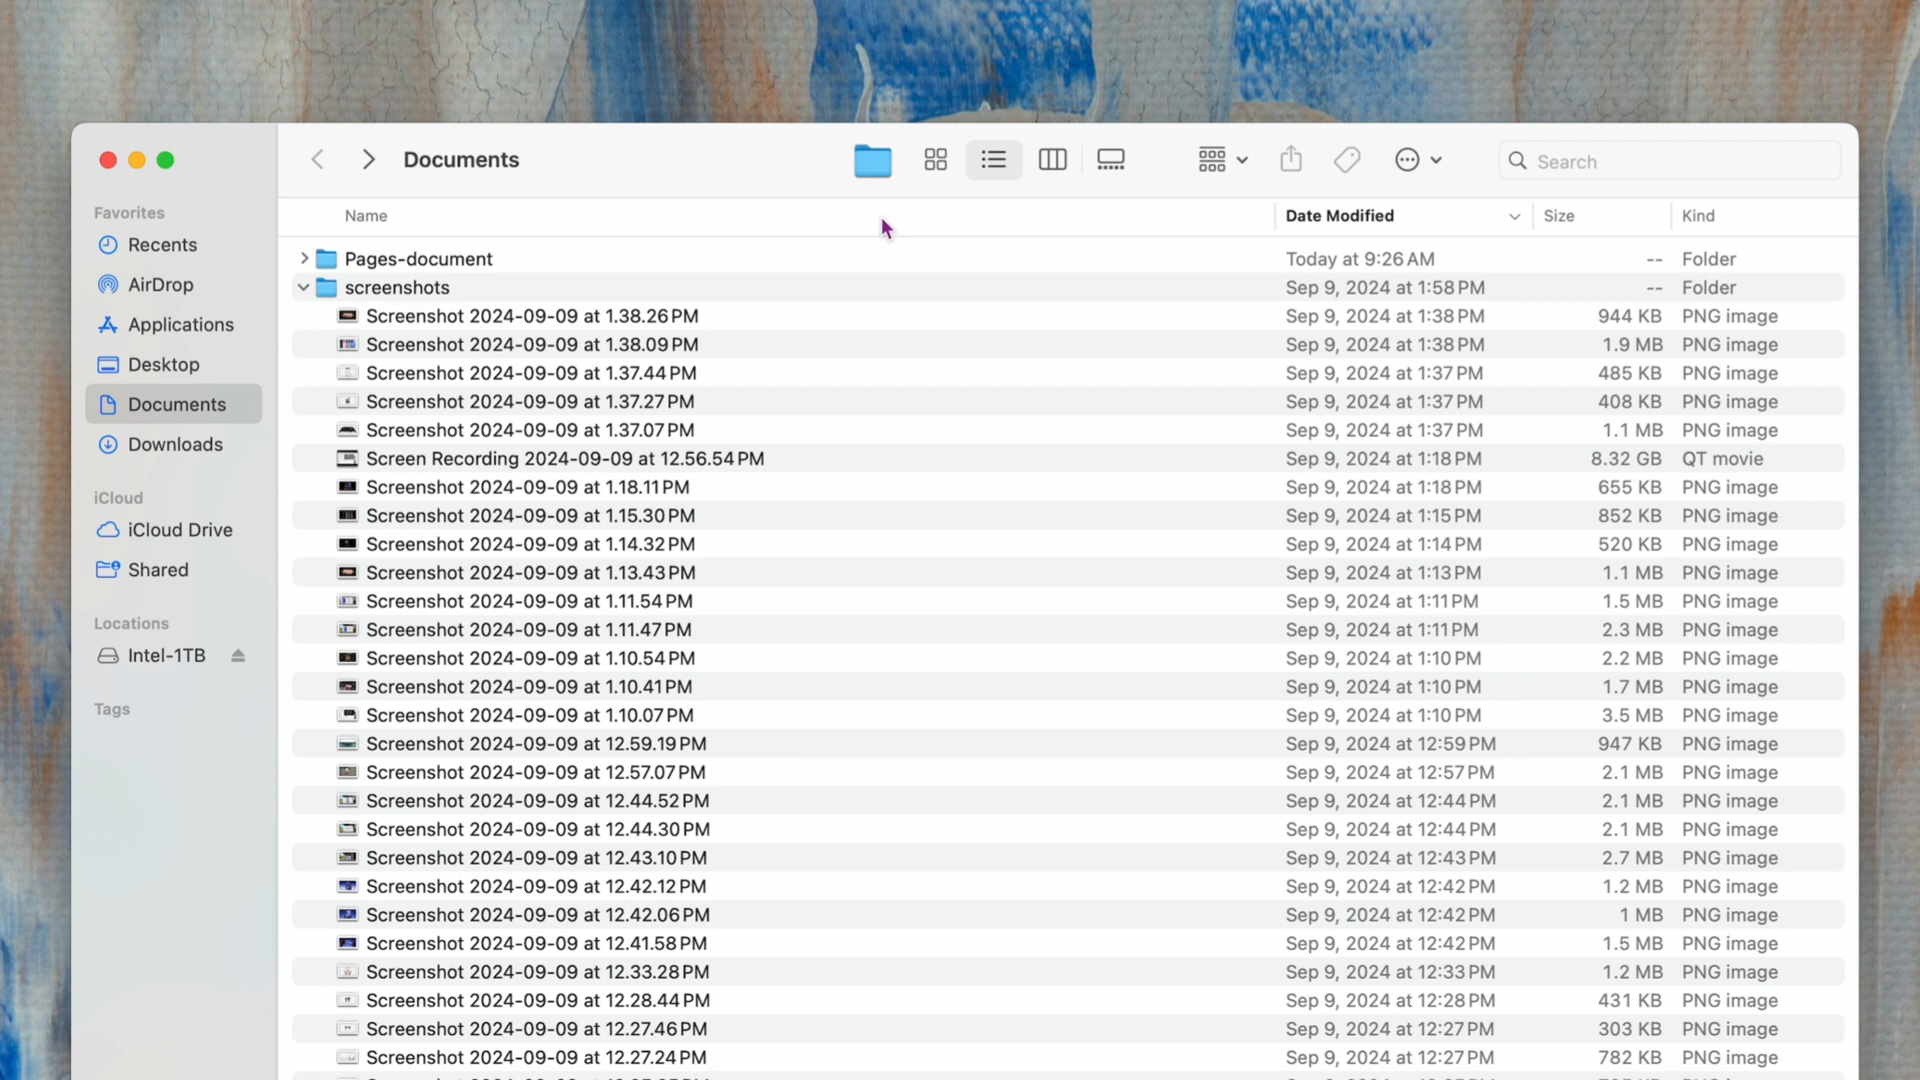 Documents
Search
Favorites
Recents
AirDrop
Applications
Desktop
Documents
Downloads
iCloud
iCloud Drive
Shared
Locations
Intel-1TB
Tags
Name Date Modified Size Kind
Pages-document Today at 9:26 AM -- Folder
screenshots Sep 9, 2024 at 1:58 PM -- Folder
Screenshot 2024-09-09 at 1.38.26 PM Sep 9, 2024 at 1:38 PM 944 KB PNG image
Screenshot 2024-09-09 at 1.38.09 PM Sep 9, 2024 at 1:38 PM 1.9 MB PNG image
Screenshot 2024-09-09 at 1.37.44 PM Sep 9, 2024 at 1:37 PM 485 KB PNG image
Screenshot 2024-09-09 at 1.37.27 PM Sep 9, 2024 at 1:37 PM 408 KB PNG image
Screenshot 2024-09-09 at 1.37.07 PM Sep 9, 2024 at 1:37 PM 1.1 MB PNG image
Screen Recording 2024-09-09 at 12.56.54 PM Sep 9, 2024 at 1:18 PM 8.32 GB QT movie
Screenshot 2024-09-09 at 1.18.11 PM Sep 9, 2024 at 1:18 PM 655 KB PNG image
Screenshot 2024-09-09 at 1.15.30 PM Sep 9, 2024 at 1:15 PM 852 KB PNG image
Screenshot 2024-09-09 at 1.14.32 PM Sep 9, 2024 at 1:14 PM 520 KB PNG image
Screenshot 2024-09-09 at 1.13.43 PM Sep 9, 2024 at 1:13 PM 1.1 MB PNG image
Screenshot 2024-09-09 at 1.11.54 PM Sep 9, 2024 at 1:11 PM 1.5 MB PNG image
Screenshot 2024-09-09 at 1.11.47 PM Sep 9, 2024 at 1:11 PM 2.3 MB PNG image
Screenshot 2024-09-09 at 1.10.54 PM Sep 9, 2024 at 1:10 PM 2.2 MB PNG image
Screenshot 2024-09-09 at 1.10.41 PM Sep 9, 2024 at 1:10 PM 1.7 MB PNG image
Screenshot 2024-09-09 at 1.10.07 PM Sep 9, 2024 at 1:10 PM 3.5 MB PNG image
Screenshot 2024-09-09 at 12.59.19 PM Sep 9, 2024 at 12:59 PM 947 KB PNG image
Screenshot 2024-09-09 at 12.57.07 PM Sep 9, 2024 at 12:57 PM 2.1 MB PNG image
Screenshot 2024-09-09 at 12.44.52 PM Sep 9, 2024 at 12:44 PM 2.1 MB PNG image
Screenshot 2024-09-09 at 12.44.30 PM Sep 9, 2024 at 12:44 PM 2.1 MB PNG image
Screenshot 2024-09-09 at 12.43.10 PM Sep 9, 2024 at 12:43 PM 2.7 MB PNG image
Screenshot 2024-09-09 at 12.42.12 PM Sep 9, 2024 at 12:42 PM 1.2 MB PNG image
Screenshot 2024-09-09 at 12.42.06 PM Sep 9, 2024 at 12:42 PM 1 MB PNG image
Screenshot 2024-09-09 at 12.41.58 PM Sep 9, 2024 at 12:42 PM 1.5 MB PNG image
Screenshot 2024-09-09 at 12.33.28 PM Sep 9, 2024 at 12:33 PM 1.2 MB PNG image
Screenshot 2024-09-09 at 12.28.44 PM Sep 9, 2024 at 12:28 PM 431 KB PNG image
Screenshot 2024-09-09 at 12.27.46 PM Sep 9, 2024 at 12:27 PM 303 KB PNG image
Screenshot 2024-09-09 at 12.27.24 PM Sep 9, 2024 at 12:27 PM 782 KB PNG image